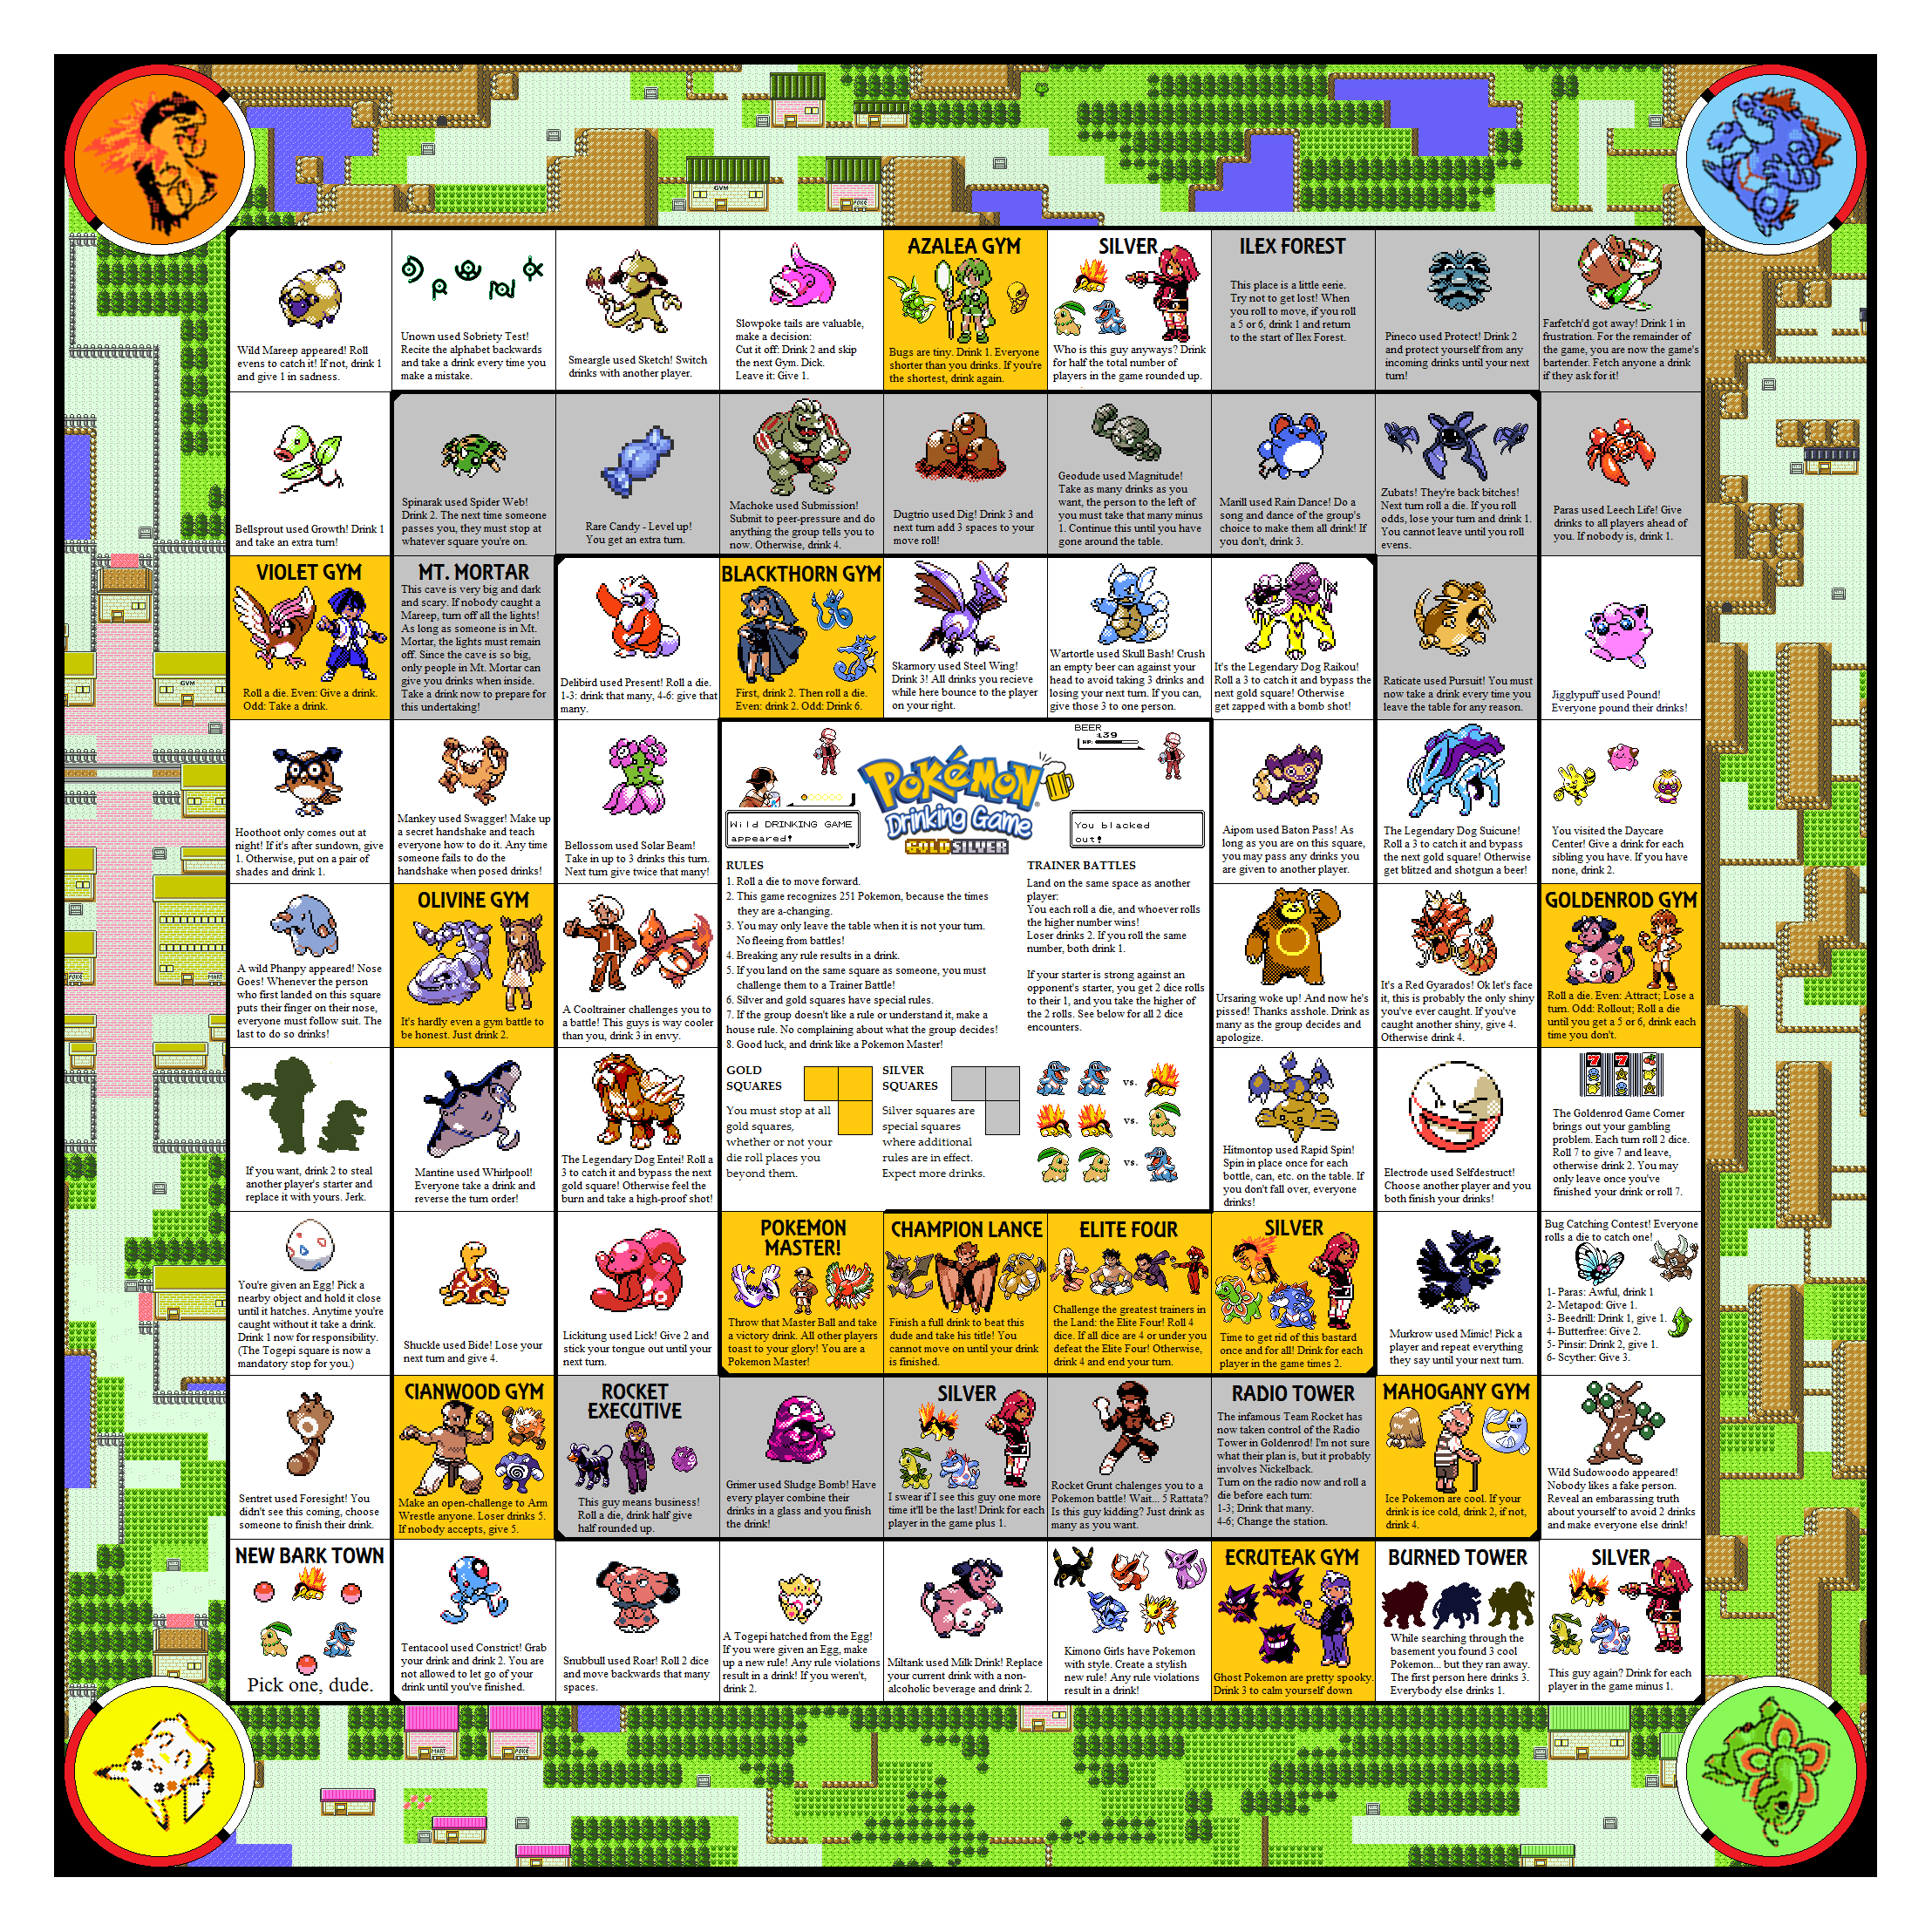 AZALEA GYM
SILVER
ILEX FOREST
Wild Mareep appeared! Roll
evens to catch it! If not, drink 1
and give 1 in sadness.
Unown used Sobriety Test!
Recite the alphabet backwards
and take a drink every time you
make a mistake.
Smeargle used Sketch! Switch
drinks with another player.
Slowpoke tails are valuable,
make a decision:
Cut it off: Drink 2 and skip
the next Gym. Dick.
Leave it: Give 1.
Bugs are tiny. Drink 1. Everyone
shorter than you drinks. If you're
the shortest, drink again.
Who is this guy anyways? Drink
for half the total number of
players in the game rounded up.
This place is a little eerie.
Try not to get lost! When
you roll to move, if you roll
a 5 or 6, drink 1 and return
to the start of Ilex Forest.
Pineco used Protect! Drink 2
and protect yourself from any
incoming drinks until your next
turn!
Farfetch'd got away! Drink 1 in
frustration. For the remainder of
the game, you are now the game's
bartender. Fetch anyone a drink
if they ask for it!
Bellsprout used Growth! Drink 1
and take an extra turn!
Spinarak used Spider Web!
Drink 2. The next time someone
passes you, they must stop at
whatever square you're on.
Rare Candy - Level up!
You get an extra turn.
Machoke used Submission!
Submit to peer-pressure and do
anything the group tells you to
now. Otherwise, drink 4.
Dugtrio used Dig! Drink 3 and
next turn add 3 spaces to your
move roll!
Geodude used Magnitude!
Take as many drinks as you
want, the person to the left of
you must take that many minus
1. Continue this until you have
gone around the table.
Marill used Rain Dance! Do a
song and dance of the group's
choice to make them all drink! If
you don't, drink 3.
Zubats! They're back bitches!
Next turn roll a die. If you roll
odds, lose your turn and drink 1.
You cannot leave until you roll
evens.
Paras used Leech Life! Give
drinks to all players ahead of
you. If nobody is, drink 1.
VIOLET GYM
Roll a die. Even: Give a drink.
Odd: Take a drink.
MT. MORTAR
This cave is very big and dark
and scary. If nobody caught a
Mareep, turn off all the lights!
As long as someone is in Mt.
Mortar, the lights must remain
off. Since the cave is so big,
only people in Mt. Mortar can
give you drinks when inside.
Take a drink now to prepare for
this undertaking!
Delibird used Present! Roll a die.
1-3: drink that many, 4-6: give that
many.
BLACKTHORN GYM
First, drink 2. Then roll a die.
Even: drink 2. Odd: Drink 6.
Skarmory used Steel Wing!
Drink 3! All drinks you recieve
while here bounce to the player
on your right.
Wartortle used Skull Bash! Crush
an empty beer can against your
head to avoid taking 3 drinks and
losing your next turn. If you can,
give those 3 to one person.
It's the Legendary Dog Raikou!
Roll a 3 to catch it and bypass the
next gold square! Otherwise
get zapped with a bomb shot!
Raticate used Pursuit! You must
now take a drink every time you
leave the table for any reason.
Jigglypuff used Pound!
Everyone pound their drinks!
Hoothoot only comes out at
night! If it's after sundown, give
1. Otherwise, put on a pair of
shades and drink 1.
Mankey used Swagger! Make up
a secret handshake and teach
everyone how to do it. Any time
someone fails to do the
handshake when posed drinks!
Bellossom used Solar Beam!
Take in up to 3 drinks this turn.
Next turn give twice that many!
BEER
:39
HP:
POKéMON
Drinking Game
GOLD SILVER
Wild DRINKING GAME
appeared!
You blacked
out!
Aipom used Baton Pass! As
long as you are on this square,
you may pass any drinks you
are given to another player.
The Legendary Dog Suicune!
Roll a 3 to catch it and bypass
the next gold square! Otherwise
get blitzed and shotgun a beer!
You visited the Daycare
Center! Give a drink for each
sibling you have. If you have
none, drink 2.
RULES
1. Roll a die to move forward.
2. This game recognizes 251 Pokemon, because the times
they are a-changing.
3. You may only leave the table when it is not your turn.
No fleeing from battles!
4. Breaking any rule results in a drink.
5. If you land on the same square as someone, you must
challenge them to a Trainer Battle!
6. Silver and gold squares have special rules.
7. If the group doesn't like a rule or understand it, make a
house rule. No complaining about what the group decides!
8. Good luck, and drink like a Pokemon Master!
TRAINER BATTLES
Land on the same space as another
player:
You each roll a die, and whoever rolls
the higher number wins!
Loser drinks 2. If you roll the same
number, both drink 1.
If your starter is strong against an
opponent's starter, you get 2 dice rolls
to their 1, and you take the higher of
the 2 rolls. See below for all 2 dice
encounters.
GOLD
SQUARES
You must stop at all
gold squares,
whether or not your
die roll places you
beyond them.
SILVER
SQUARES
Silver squares are
special squares
where additional
rules are in effect.
Expect more drinks.
vs.
vs.
vs.
A wild Phanpy appeared! Nose
Goes! Whenever the person
who first landed on this square
puts their finger on their nose,
everyone must follow suit. The
last to do so drinks!
OLIVINE GYM
It's hardly even a gym battle to
be honest. Just drink 2.
A Cooltrainer challenges you to
a battle! This guys is way cooler
than you, drink 3 in envy.
Ursaring woke up! And now he's
pissed! Thanks asshole. Drink as
many as the group decides and
apologize.
It's a Red Gyarados! Ok let's face
it, this is probably the only shiny
you've ever caught. If you've
caught another shiny, give 4.
Otherwise drink 4.
GOLDENROD GYM
Roll a die. Even: Attract; Lose a
turn. Odd: Rollout; Roll a die
until you get a 5 or 6, drink each
time you don't.
If you want, drink 2 to steal
another player's starter and
replace it with yours. Jerk.
Mantine used Whirlpool!
Everyone take a drink and
reverse the turn order!
The Legendary Dog Entei! Roll a
3 to catch it and bypass the next
gold square! Otherwise feel the
burn and take a high-proof shot!
Hitmontop used Rapid Spin!
Spin in place once for each
bottle, can, etc. on the table. If
you don't fall over, everyone
drinks!
Electrode used Selfdestruct!
Choose another player and you
both finish your drinks!
The Goldenrod Game Corner
brings out your gambling
problem. Each turn roll 2 dice.
Roll 7 to give 7 and leave,
otherwise drink 2. You may
only leave once you've
finished your drink or roll 7.
You're given an Egg! Pick a
nearby object and hold it close
until it hatches. Anytime you're
caught without it take a drink.
Drink 1 now for responsibility.
(The Togepi square is now a
mandatory stop for you.)
Shuckle used Bide! Lose your
next turn and give 4.
Lickitung used Lick! Give 2 and
stick your tongue out until your
next turn.
POKEMON
MASTER!
Throw that Master Ball and take
a victory drink. All other players
toast to your glory! You are a
Pokemon Master!
CHAMPION LANCE
Finish a full drink to beat this
dude and take his title! You
cannot move on until your drink
is finished.
ELITE FOUR
Challenge the greatest trainers in
the Land: the Elite Four! Roll 4
dice. If all dice are 4 or under you
defeat the Elite Four! Otherwise,
drink 4 and end your turn.
SILVER
Time to get rid of this bastard
once and for all! Drink for each
player in the game times 2.
Murkrow used Mimic! Pick a
player and repeat everything
they say until your next turn.
Bug Catching Contest! Everyone
rolls a die to catch one!
1- Paras: Awful, drink 1
2- Metapod: Give 1.
3- Beedrill: Drink 1, give 1.
4- Butterfree: Give 2.
5- Pinsir: Drink 2, give 1.
6- Scyther: Give 3.
Sentret used Foresight! You
didn't see this coming, choose
someone to finish their drink.
CIANWOOD GYM
Make an open-challenge to Arm
Wrestle anyone. Loser drinks 5.
If nobody accepts, give 5.
ROCKET
EXECUTIVE
This guy means business!
Roll a die, drink half give
half rounded up.
Grimer used Sludge Bomb! Have
every player combine their
drinks in a glass and you finish
the drink!
SILVER
I swear if I see this guy one more
time it'll be the last! Drink for each
player in the game plus 1.
Rocket Grunt chalenges you to a
Pokemon battle! Wait... 5 Rattata?
Is this guy kidding? Just drink as
many as you want.
RADIO TOWER
The infamous Team Rocket has
now taken control of the Radio
Tower in Goldenrod! I'm not sure
what their plan is, but it probably
involves Nickelback.
Turn on the radio now and roll a
die before each turn:
1-3; Drink that many.
4-6; Change the station.
MAHOGANY GYM
Ice Pokemon are cool. If your
drink is ice cold, drink 2, if not,
drink 4.
Wild Sudowoodo appeared!
Nobody likes a fake person.
Reveal an embarassing truth
about yourself to avoid 2 drinks
and make everyone else drink!
NEW BARK TOWN
Pick one, dude.
Tentacool used Constrict! Grab
your drink and drink 2. You are
not allowed to let go of your
drink until you've finished.
Snubbull used Roar! Roll 2 dice
and move backwards that many
spaces.
A Togepi hatched from the Egg!
If you were given an Egg, make
up a new rule! Any rule violations
result in a drink! If you weren't,
drink 2.
Miltank used Milk Drink! Replace
your current drink with a non-
alcoholic beverage and drink 2.
Kimono Girls have Pokemon
with style. Create a stylish
new rule! Any rule violations
result in a drink!
ECRUTEAK GYM
Ghost Pokemon are pretty spooky.
Drink 3 to calm yourself down
BURNED TOWER
While searching through the
basement you found 3 cool
Pokemon... but they ran away.
The first person here drinks 3.
Everybody else drinks 1.
SILVER
This guy again? Drink for each
player in the game minus 1.
GYM
POKE
GYM
POKE
MART
MART
POKE